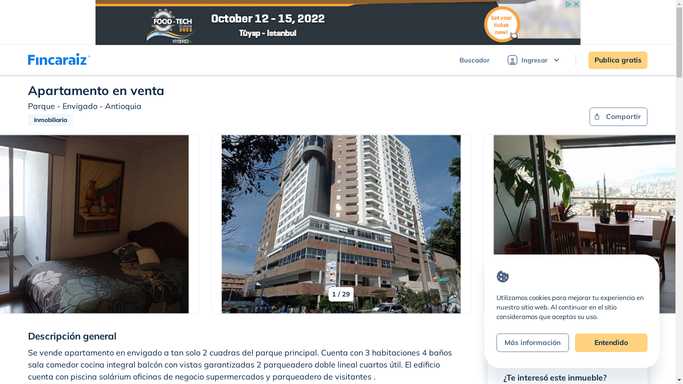 FOOD-TECH
October 12 - 15, 2022
Tüyap - Istanbul
Get your
ticket
now!
Fincaraiz
Buscador
Ingresar
Publica gratis
Apartamento en venta
Parque - Envigado - Antioquia
Inmobiliaria
Compartir
1 / 29
Utilizamos cookies para mejorar tu experiencia en
nuestro sitio web. Al continuar en el sitio
consideramos que aceptas su uso.
Más información
Entendido
Descripción general
Se vende apartamento en envigado a tan solo 2 cuadras del parque principal. Cuenta con 3 habitaciones 4 baños
sala comedor cocina integral balcón con vistas garantizadas 2 parqueadero doble lineal cuartos útil. El edificio
cuenta con piscina solárium oficinas de negocio supermercados y parqueadero de visitantes .
¿Te interesó este inmueble?